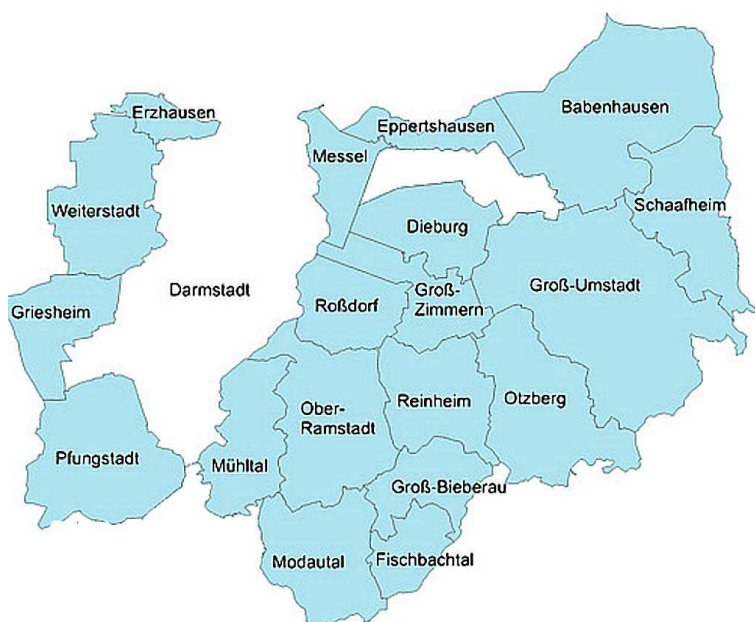 Erzhausen
Eppertshausen
Babenhausen
Messel
Weiterstadt
Dieburg
Schaafheim
Darmstadt
Griesheim
Roßdorf
Groß-
Zimmern
Groß-Umstadt
Ober-
Ramstadt
Reinheim
Otzberg
Pfungstadt
Mühltal
Groß-Bieberau
Modautal
Fischbachtal